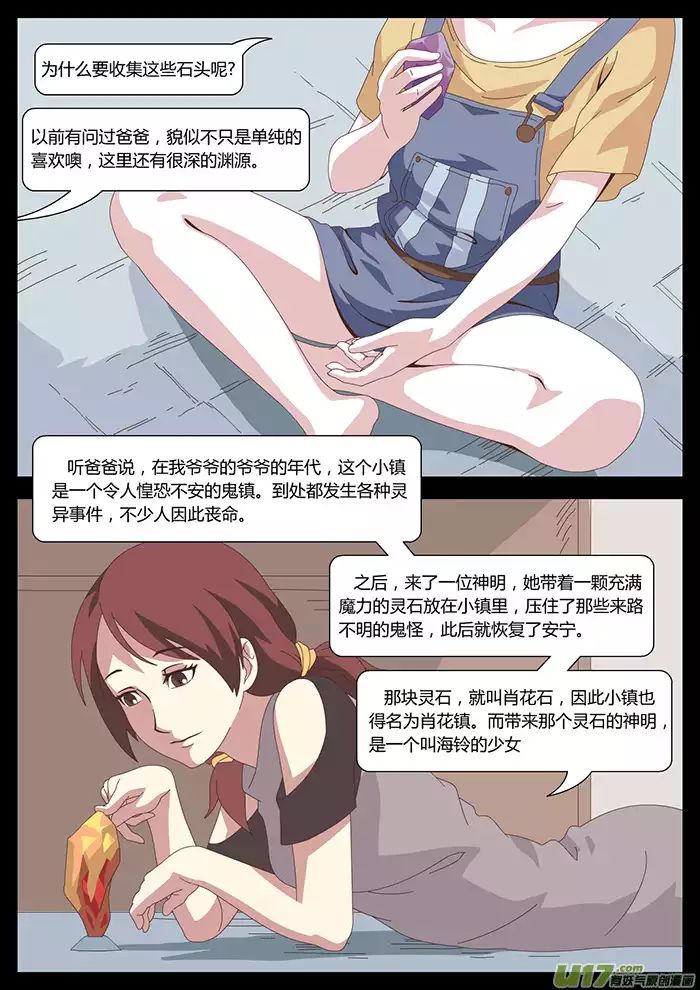 为什么要收集这些石头呢?
以前有问过爸爸，貌似不只是单纯的
喜欢噢，这里还有很深的渊源。
听爸爸说，在我爷爷的爷爷的年代，这个小镇
是一个令人惶恐不安的鬼镇。到处都发生各种灵
异事件，不少人因此丧命。
之后，来了一位神明，她带着一颗充满
魔力的灵石放在小镇里，压住了那些来路
不明的鬼怪，此后就恢复了安宁。
那块灵石，就叫肖花石，因此小镇也
得名为肖花镇。而带来那个灵石的神明，
是一个叫海铃的少女
U17.com
有妖气原创漫画